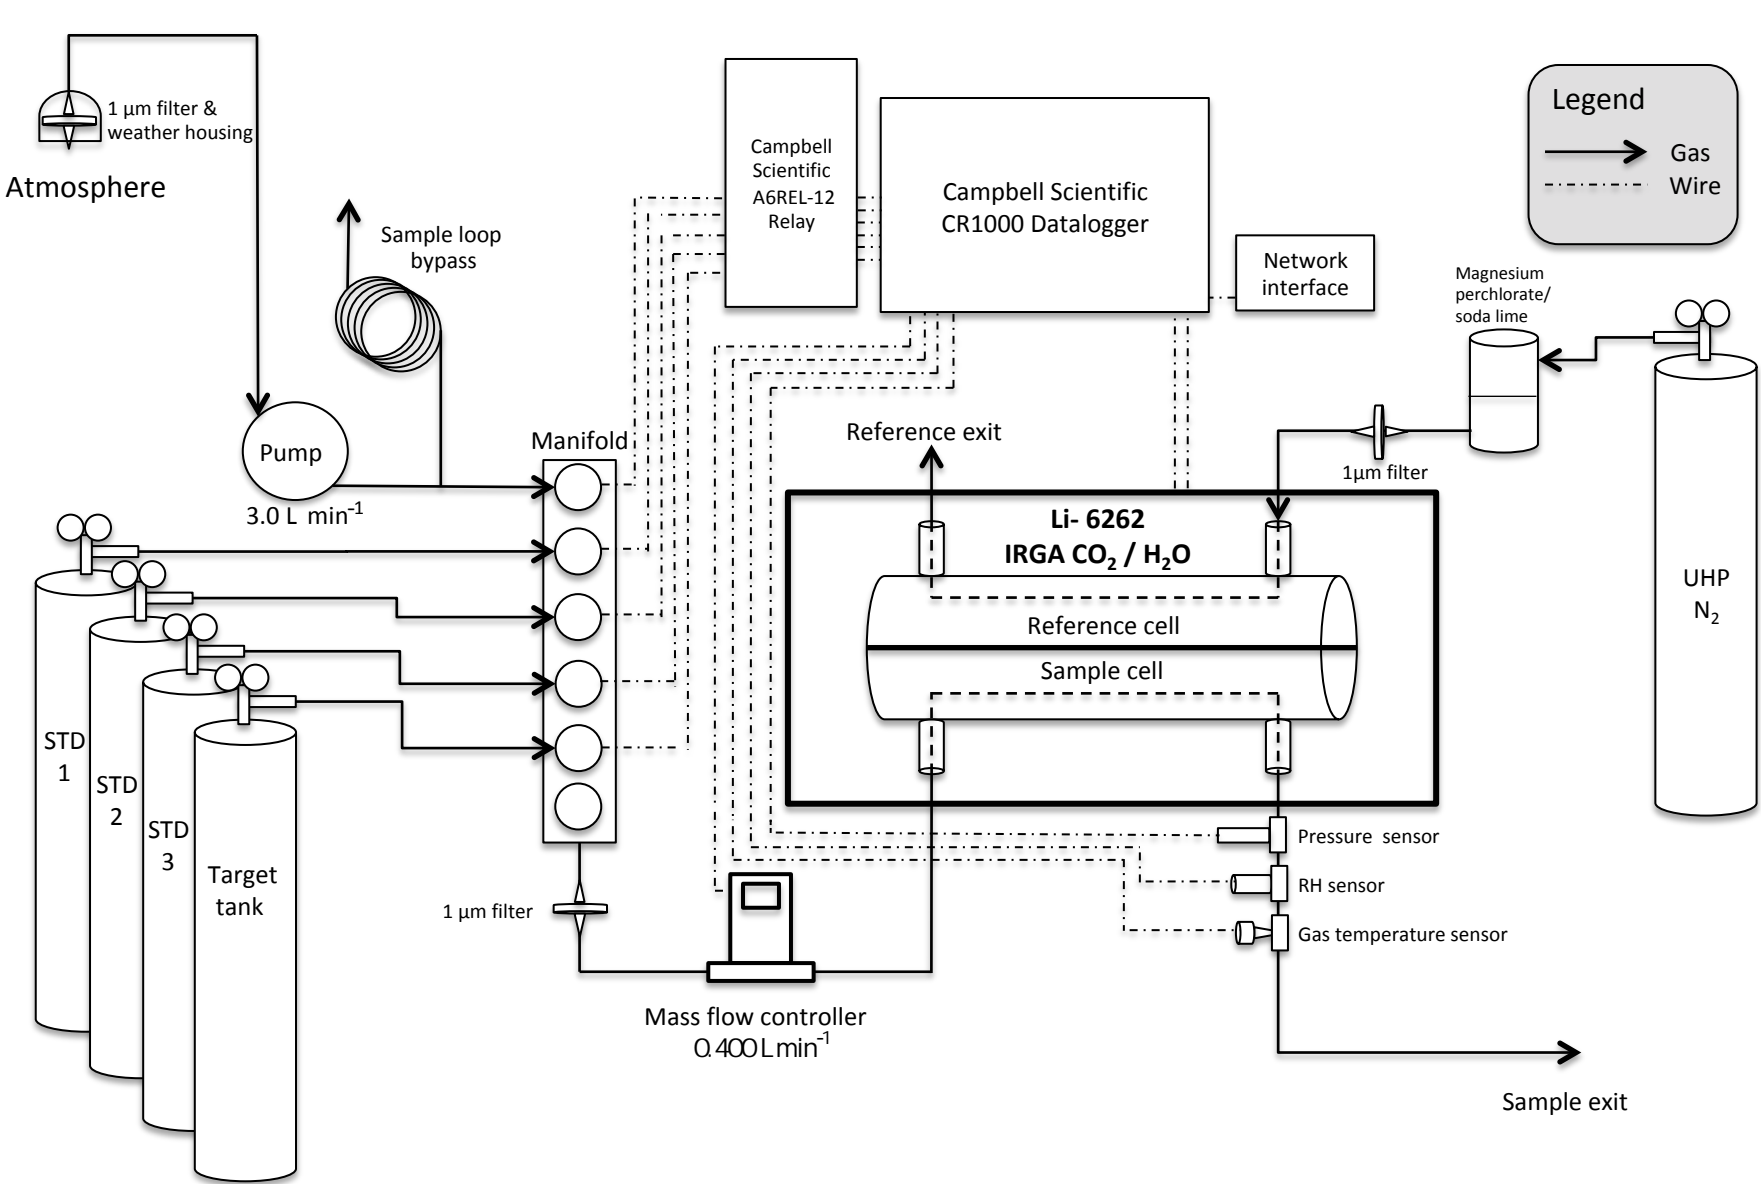 1 µm filter &
weather housing
Atmosphere
Sample loop
bypass
Pump
3.0 L min⁻¹
Manifold
Campbell
Scientific
A6REL-12
Relay
Campbell Scientific
CR1000 Datalogger
Network
interface
Legend
Gas
Wire
Magnesium
perchlorate/
soda lime
Reference exit
1µm filter
Li- 6262
IRGA CO₂ / H₂O
Reference cell
Sample cell
UHP
N₂
STD
1
STD
2
STD
3
Target
tank
1 µm filter
Mass flow controller
0.400 L min⁻¹
Pressure sensor
RH sensor
Gas temperature sensor
Sample exit